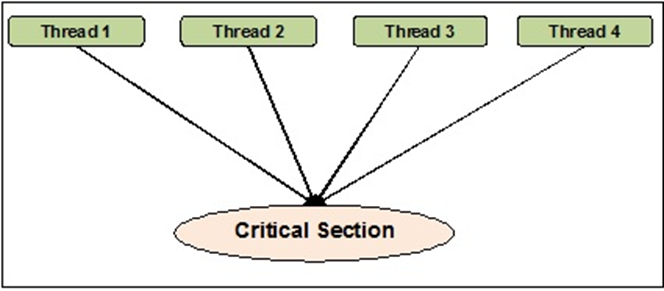 Thread 1
Thread 2
Thread 3
Thread 4
Critical Section